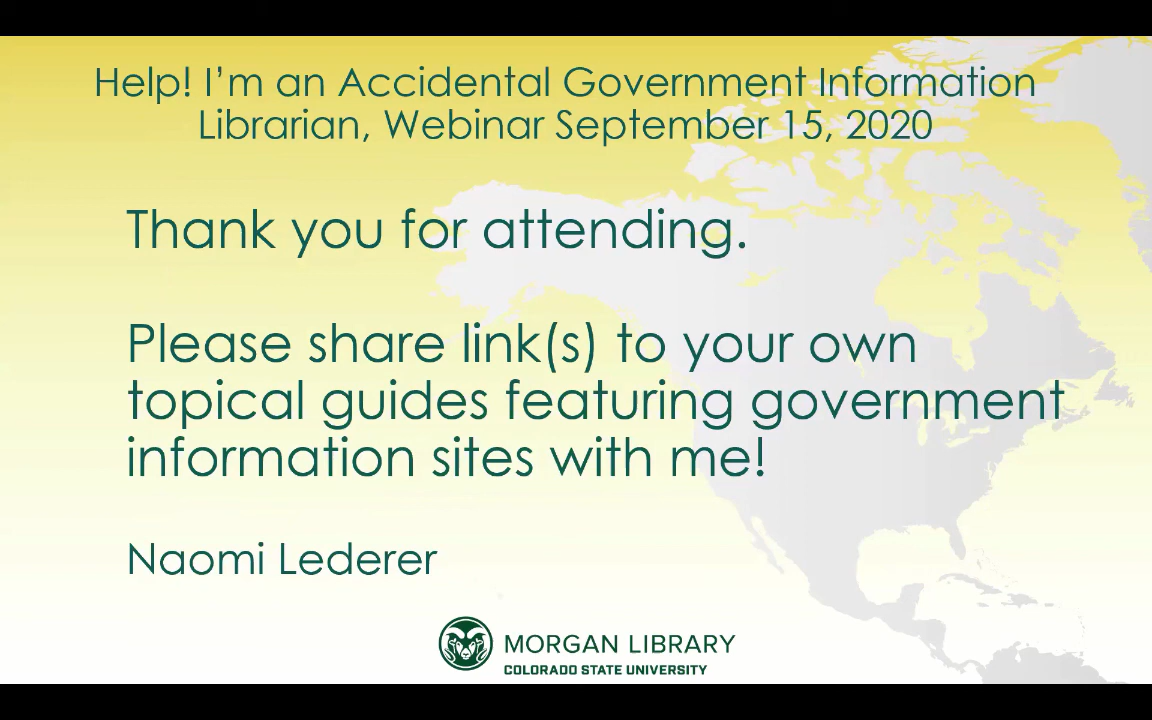 Help! I’m an Accidental Government Information
Librarian, Webinar September 15, 2020
Thank you for attending.
Please share link(s) to your own
topical guides featuring government
information sites with me!
Naomi Lederer
MORGAN LIBRARY
COLORADO STATE UNIVERSITY